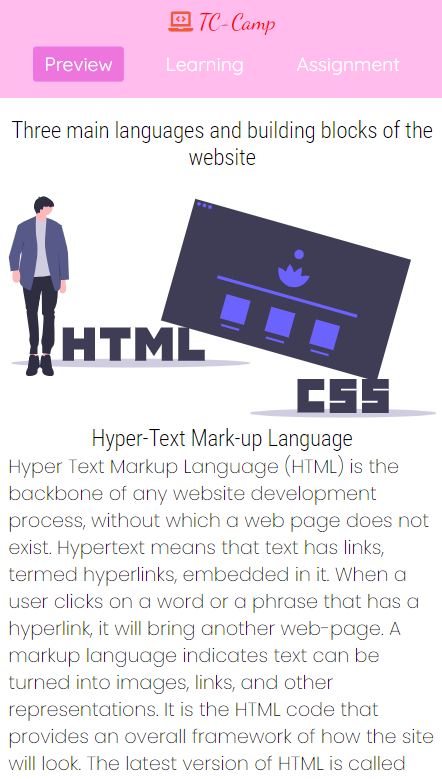 TC-Camp
Preview Learning Assignment
Three main languages and building blocks of the
website
HTML
CSS
Hyper-Text Mark-up Language
Hyper Text Markup Language (HTML) is the
backbone of any website development
process, without which a web page does not
exist. Hypertext means that text has links,
termed hyperlinks, embedded in it. When a
user clicks on a word or a phrase that has a
hyperlink, it will bring another web-page. A
markup language indicates text can be
turned into images, links, and other
representations. It is the HTML code that
provides an overall framework of how the site
will look. The latest version of HTML is called